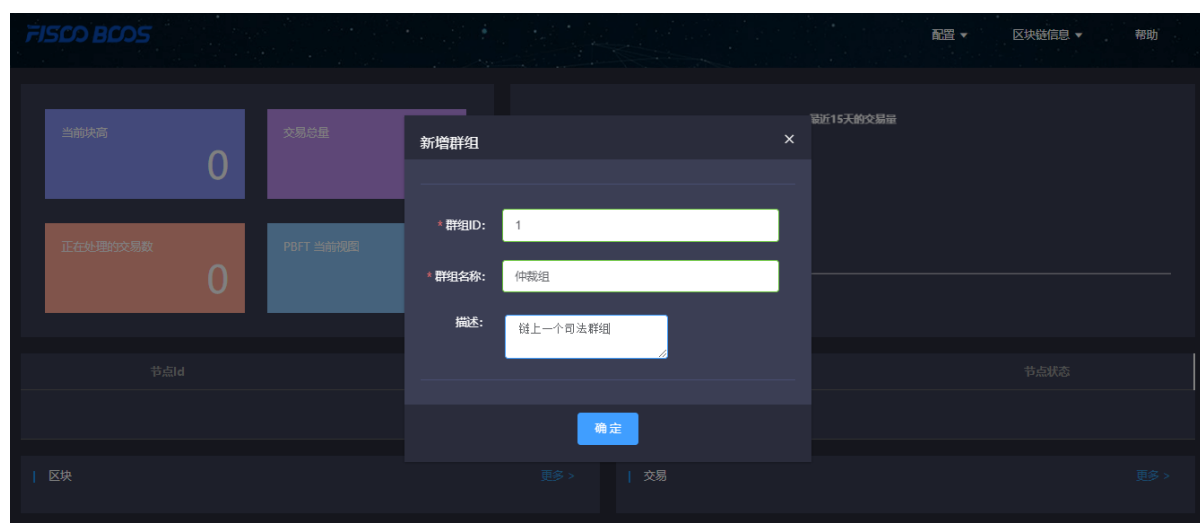 FISCO BCOS
配置
区块链信息
帮助
当前块高
0
交易总量
最近15天的交易量
正在处理的交易数
0
PBFT 当前视图
新增群组
×
* 群组ID:
1
* 群组名称:
仲裁组
描述:
链上一个司法群组
确定
节点Id
节点状态
区块
更多 >
交易
更多 >